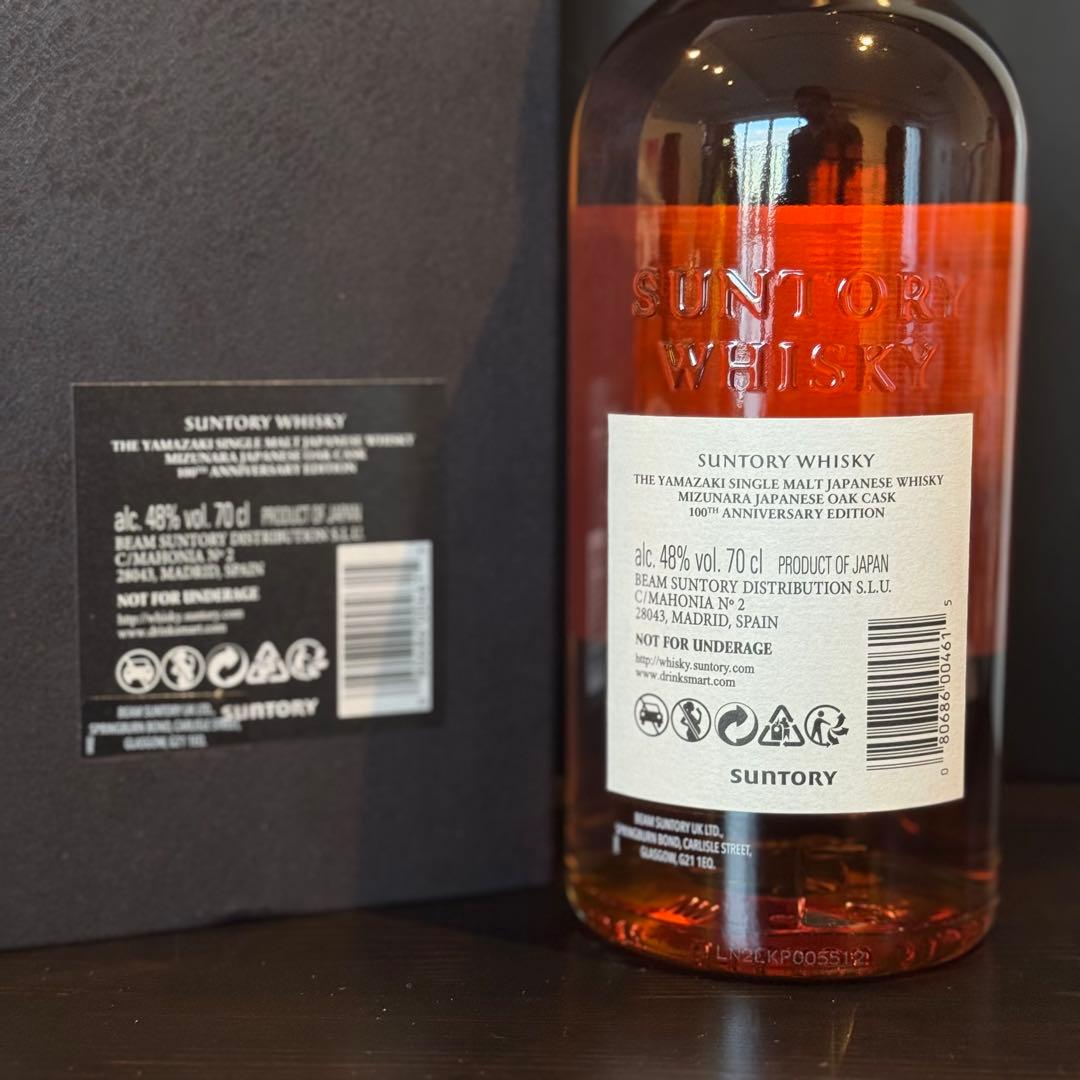 SUNTORY WHISKY
THE YAMAZAKI SINGLE MALT JAPANESE WHISKY
MIZUNARA JAPANESE OAK CASK
100TH ANNIVERSARY EDITION
alc. 48% vol. 70 cl PRODUCT OF JAPAN
BEAM SUNTORY DISTRIBUTION S.L.U.
C/MAHONIA Nº 2
28043, MADRID, SPAIN
NOT FOR UNDERAGE
http://whisky.suntory.com
www.drinksmart.com
SUNTORY
BEAM SUNTORY UK LTD.,
SPRINGBURN BOND, CARLISLE STREET,
GLASGOW, G21 1EQ.
SUNTORY
WHISKY
SUNTORY WHISKY
THE YAMAZAKI SINGLE MALT JAPANESE WHISKY
MIZUNARA JAPANESE OAK CASK
100TH ANNIVERSARY EDITION
alc. 48% vol. 70 cl PRODUCT OF JAPAN
BEAM SUNTORY DISTRIBUTION S.L.U.
C/MAHONIA Nº 2
28043, MADRID, SPAIN
NOT FOR UNDERAGE
http://whisky.suntory.com
www.drinksmart.com
0 80686 00461 5
SUNTORY
BEAM SUNTORY UK LTD.,
SPRINGBURN BOND, CARLISLE STREET,
GLASGOW, G21 1EQ.